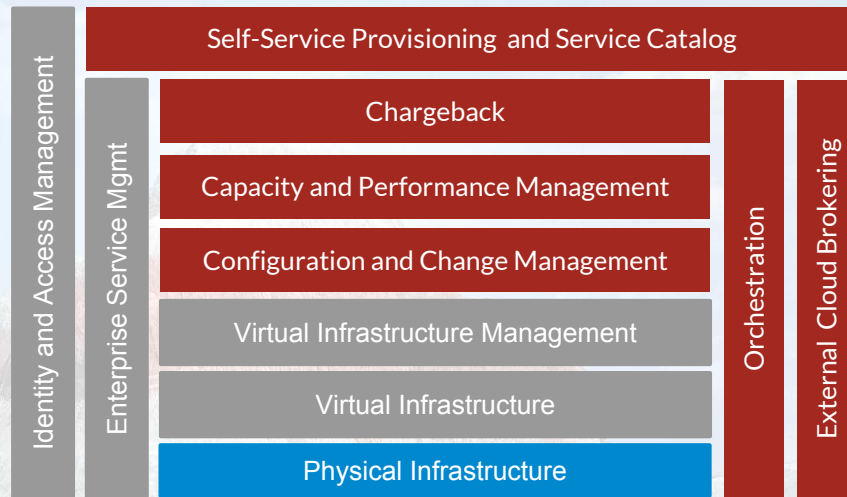 Self-Service Provisioning and Service Catalog
Identity and Access Management
Enterprise Service Mgmt
Chargeback
Capacity and Performance Management
Configuration and Change Management
Virtual Infrastructure Management
Virtual Infrastructure
Physical Infrastructure
Orchestration
External Cloud Brokering